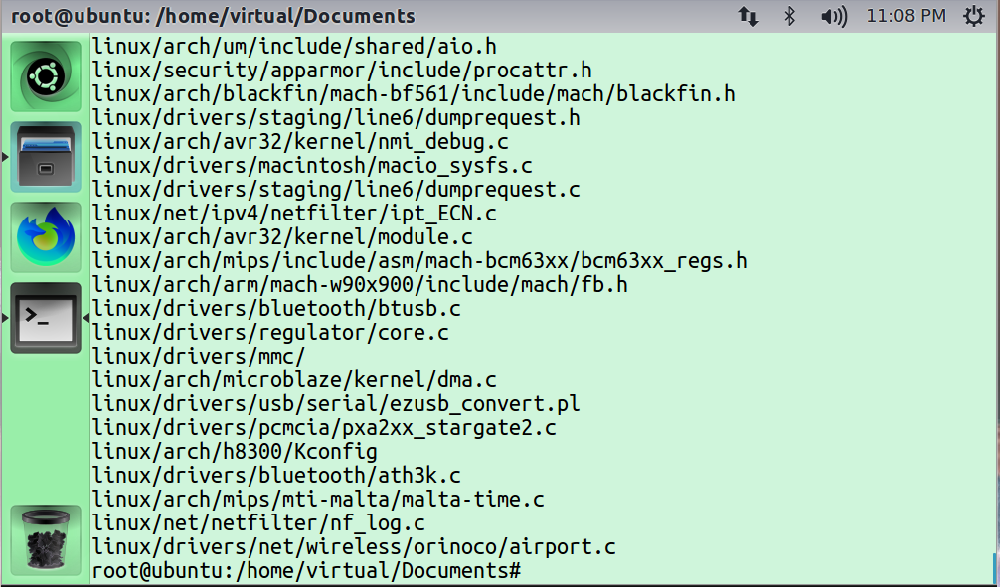 root@ubuntu: /home/virtual/Documents
11:08 PM
linux/arch/um/include/shared/aio.h
linux/security/apparmor/include/procattr.h
linux/arch/blackfin/mach-bf561/include/mach/blackfin.h
linux/drivers/staging/line6/dumprequest.h
linux/arch/avr32/kernel/nmi_debug.c
linux/drivers/macintosh/macio_sysfs.c
linux/drivers/staging/line6/dumprequest.c
linux/net/ipv4/netfilter/ipt_ECN.c
linux/arch/avr32/kernel/module.c
linux/arch/mips/include/asm/mach-bcm63xx/bcm63xx_regs.h
linux/arch/arm/mach-w90x900/include/mach/fb.h
linux/drivers/bluetooth/btusb.c
linux/drivers/regulator/core.c
linux/drivers/mmc/
linux/arch/microblaze/kernel/dma.c
linux/drivers/usb/serial/ezusb_convert.pl
linux/drivers/pcmcia/pxa2xx_stargate2.c
linux/arch/h8300/Kconfig
linux/drivers/bluetooth/ath3k.c
linux/arch/mips/mti-malta/malta-time.c
linux/net/netfilter/nf_log.c
linux/drivers/net/wireless/orinoco/airport.c
root@ubuntu:/home/virtual/Documents#